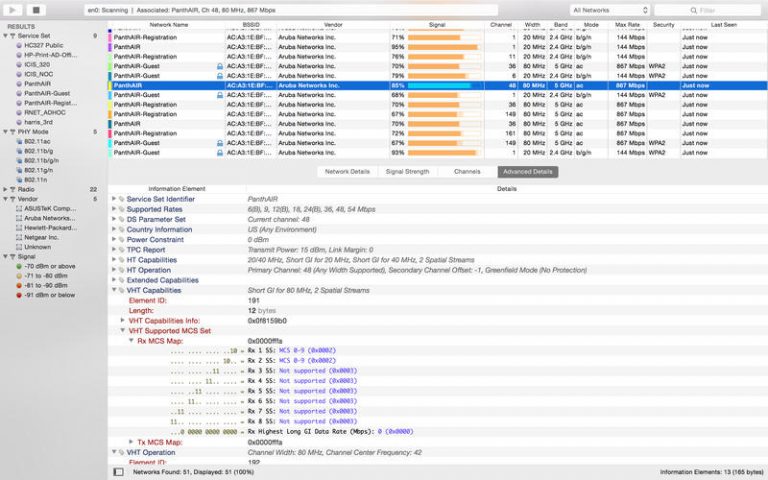 en0: Scanning | Associated: PanthAIR, Ch 48, 80 MHz, 867 Mbps
All Networks
Filter
RESULTS
Service Set 9
HC327 Public
HP-Print-AD-Offi...
ICIS_320
ICIS_NOC
PanthAIR
PanthAIR-Guest
PanthAIR-Regist...
RNET_ADHOC
harris_3rd
PHY Mode 5
802.11ac
802.11b/g
802.11b/g/n
802.11g/n
802.11n
Radio 22
Vendor 5
ASUSTeK Comp...
Aruba Networks...
Hewlett-Packard...
Netgear Inc.
Unknown
Signal
-70 dBm or above
-71 to -80 dBm
-81 to -90 dBm
-91 dBm or below
Network Name BSSID Vendor Signal Channel Width Band Mode Max Rate Security Last Seen
PanthAIR-Registration AC:A3:1E:BF:... Aruba Networks Inc. 71% 1 20 MHz 2.4 GHz b/g/n 144 Mbps Just now
PanthAIR AC:A3:1E:BF:... Aruba Networks Inc. 95% 1 20 MHz 2.4 GHz b/g/n 144 Mbps Just now
PanthAIR-Registration AC:A3:1E:BF:... Aruba Networks Inc. 76% 11 20 MHz 2.4 GHz b/g/n 144 Mbps Just now
PanthAIR-Guest AC:A3:1E:BF:... Aruba Networks Inc. 70% 36 80 MHz 5 GHz ac 867 Mbps WPA2 Just now
PanthAIR-Guest AC:A3:1E:BF:... Aruba Networks Inc. 79% 6 20 MHz 2.4 GHz b/g/n 144 Mbps WPA2 Just now
PanthAIR AC:A3:1E:BF:... Aruba Networks Inc. 85% 48 80 MHz 5 GHz ac 867 Mbps Just now
PanthAIR-Guest AC:A3:1E:BF:... Aruba Networks Inc. 68% 1 20 MHz 2.4 GHz b/g/n 144 Mbps WPA2 Just now
PanthAIR-Registration AC:A3:1E:BF:... Aruba Networks Inc. 70% 36 80 MHz 5 GHz ac 867 Mbps Just now
PanthAIR-Registration AC:A3:1E:BF:... Aruba Networks Inc. 67% 149 80 MHz 5 GHz ac 867 Mbps Just now
PanthAIR AC:A3:1E:BF:... Aruba Networks Inc. 70% 36 80 MHz 5 GHz ac 867 Mbps Just now
PanthAIR-Registration AC:A3:1E:BF:... Aruba Networks Inc. 72% 161 80 MHz 5 GHz ac 867 Mbps Just now
PanthAIR-Guest AC:A3:1E:BF:... Aruba Networks Inc. 67% 149 80 MHz 5 GHz ac 867 Mbps WPA2 Just now
PanthAIR-Guest AC:A3:1E:BF:... Aruba Networks Inc. 93% 1 20 MHz 2.4 GHz b/g/n 144 Mbps WPA2 Just now
Network Details Signal Strength Channels Advanced Details
Information Element Details
Service Set Identifier PanthAIR
Supported Rates 6(B), 9, 12(B), 18, 24(B), 36, 48, 54 Mbps
DS Parameter Set Current channel: 48
Country Information US (Any Environment)
Power Constraint 0 dBm
TPC Report Transmit Power: 15 dBm, Link Margin: 0
HT Capabilities 20/40 MHz, Short GI for 20 MHz, Short GI for 40 MHz, 2 Spatial Streams
HT Operation Primary Channel: 48 (Any Width Supported), Secondary Channel Offset: -1, Greenfield Mode (No Protection)
Extended Capabilities
VHT Capabilities Short GI for 80 MHz, 2 Spatial Streams
Element ID: 191
Length: 12 bytes
VHT Capabilities Info: 0x0f8159b0
VHT Supported MCS Set
Rx MCS Map: 0x0000fffa
.... .... .... ..10 = Rx 1 SS: MCS 0-9 (0x0002)
.... .... .... 10.. = Rx 2 SS: MCS 0-9 (0x0002)
.... .... ..11 .... = Rx 3 SS: Not supported (0x0003)
.... .... 11.. .... = Rx 4 SS: Not supported (0x0003)
.... ..11 .... .... = Rx 5 SS: Not supported (0x0003)
.... 11.. .... .... = Rx 6 SS: Not supported (0x0003)
..11 .... .... .... = Rx 7 SS: Not supported (0x0003)
11.. .... .... .... = Rx 8 SS: Not supported (0x0003)
...0 0000 0000 0000 = Rx Highest Long GI Data Rate (Mbps): 0 (0x0000)
Tx MCS Map: 0x0000fffa
VHT Operation Channel Width: 80 MHz, Channel Center Frequency: 42
Element ID: 192
Networks Found: 51, Displayed: 51 (100%) Information Elements: 13 (165 bytes)